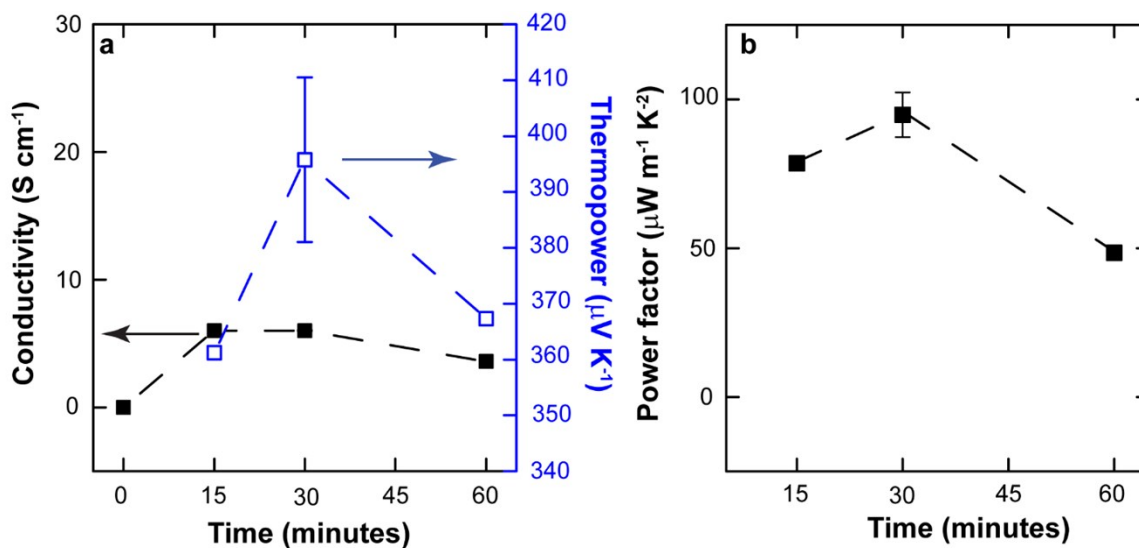 a
Conductivity (S cm-1)
30
20
10
0
0 15 30 45 60
Time (minutes)
420
410
400
390
380
370
360
350
340
Thermopower (μV K-1)
b
Power factor (μW m-1 K-2)
100
50
0
15 30 45 60
Time (minutes)